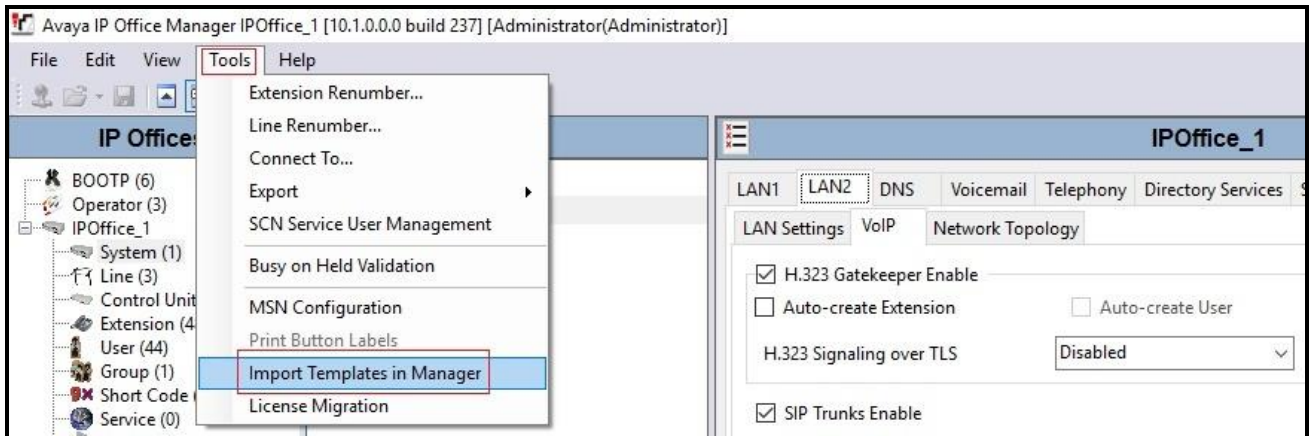 Avaya IP Office Manager IPOffice_1 [10.1.0.0.0 build 237] [Administrator(Administrator)]
File Edit View Tools Help
Extension Renumber...
Line Renumber...
Connect To...
Export
SCN Service User Management
Busy on Held Validation
MSN Configuration
Print Button Labels
Import Templates in Manager
License Migration
IP Offices
BOOTP (6)
Operator (3)
IPOffice_1
System (1)
Line (3)
Control Unit
Extension (4
User (44)
Group (1)
Short Code
Service (0)
IPOffice_1
LAN1 LAN2 DNS Voicemail Telephony Directory Services
LAN Settings VoIP Network Topology
H.323 Gatekeeper Enable
Auto-create Extension Auto-create User
H.323 Signaling over TLS Disabled
SIP Trunks Enable